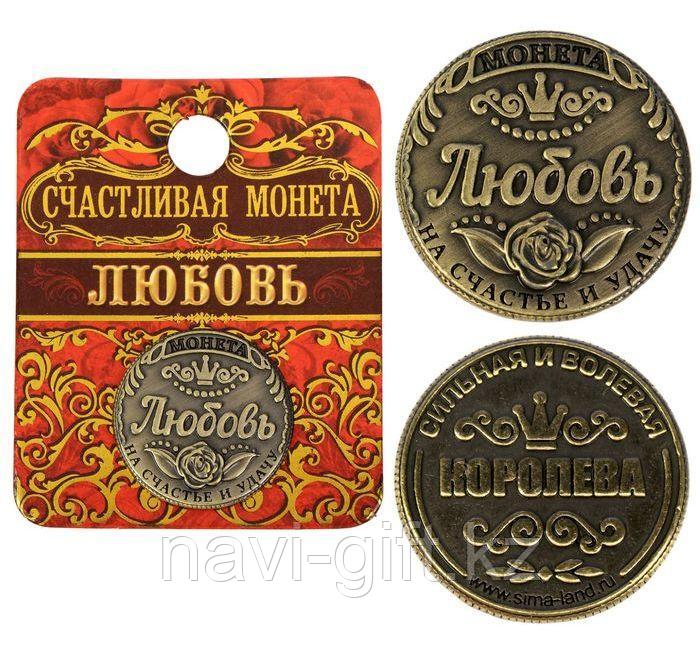 СЧАСТЛИВАЯ МОНЕТА
ЛЮБОВЬ
МОНЕТА
Любовь
НА СЧАСТЬЕ И УДАЧУ
МОНЕТА
Любовь
НА СЧАСТЬЕ И УДАЧУ
СИЛЬНАЯ И ВОЛЕВАЯ
КОРОЛЕВА
www.sima-land.ru
navi-gift.kz